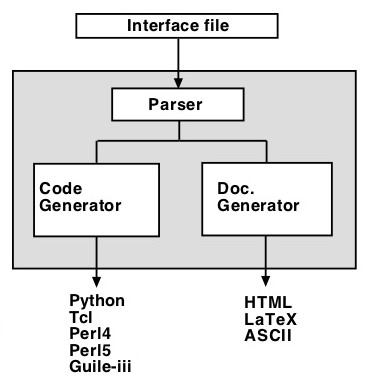 Interface file
Parser
Code
Generator
Doc.
Generator
Python
Tcl
Perl4
Perl5
Guile-iii
HTML
LaTeX
ASCII